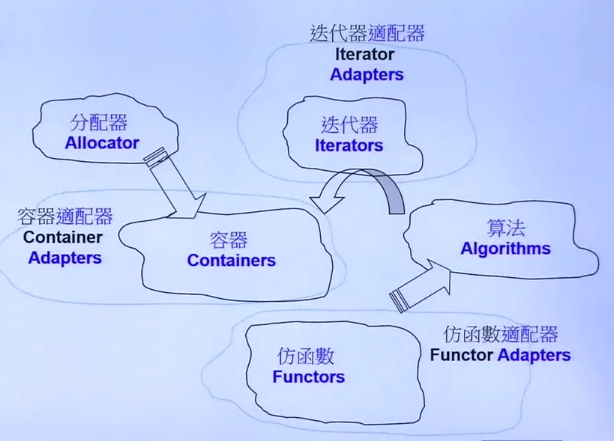 迭代器適配器
Iterator
Adapters
分配器
Allocator
迭代器
Iterators
容器適配器
Container
Adapters
容器
Containers
算法
Algorithms
仿函數適配器
Functor Adapters
仿函數
Functors